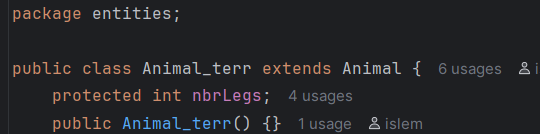 package entities;
public class Animal_terr extends Animal { 6 usages i
protected int nbrLegs; 4 usages
public Animal_terr() {} 1 usage islem